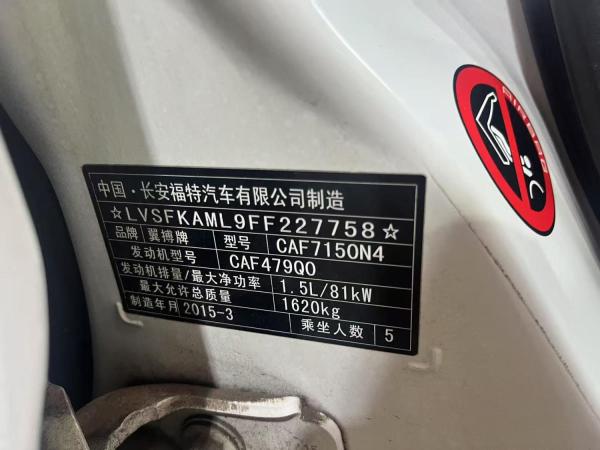 中国·长安福特汽车有限公司制造
☆LVSFKAML9FF227758☆
品牌 翼搏牌 型号 CAF7150N4
发动机型号 CAF479Q0
发动机排量/最大净功率 1.5L/81kW
最大允许总质量 1620kg
制造年月 2015-3 乘坐人数 5
AIRBAG